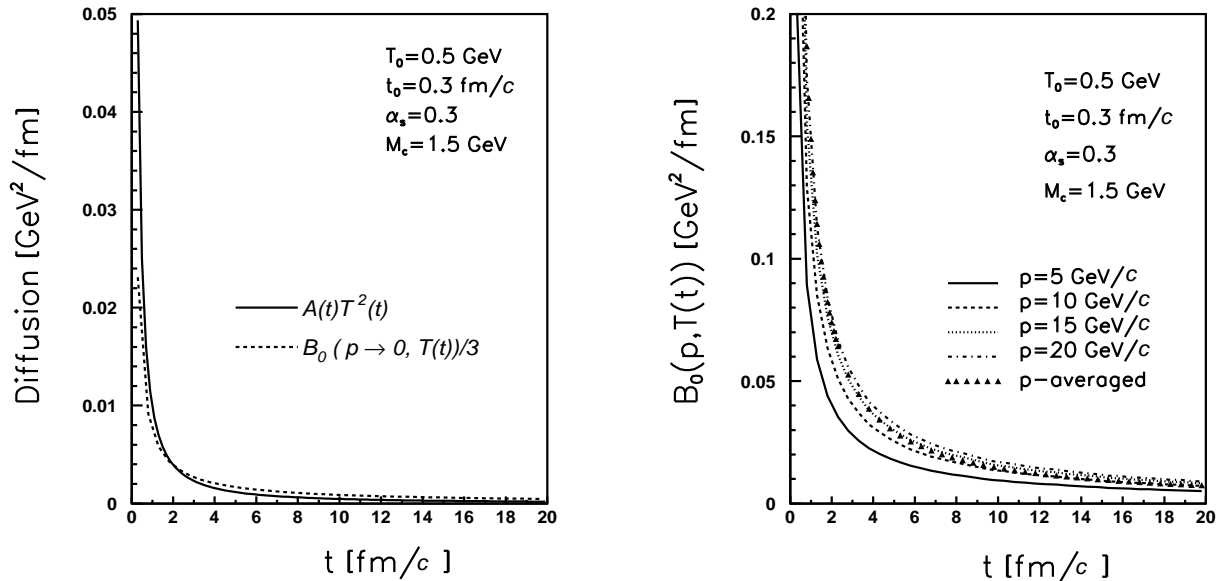 Diffusion [GeV²/fm]
0.05
0.04
0.03
0.02
0.01
0
T₀=0.5 GeV
t₀=0.3 fm/c
αₛ=0.3
M_c=1.5 GeV
A(t)T²(t)
B₀ ( p → 0, T(t))/3
0 2 4 6 8 10 12 14 16 18 20
t [fm/c ]
B₀(p,T(t)) [GeV²/fm]
0.2
0.15
0.1
0.05
0
T₀=0.5 GeV
t₀=0.3 fm/c
αₛ=0.3
M_c=1.5 GeV
p=5 GeV/c
p=10 GeV/c
p=15 GeV/c
p=20 GeV/c
p-averaged
0 2 4 6 8 10 12 14 16 18 20
t [fm/c ]